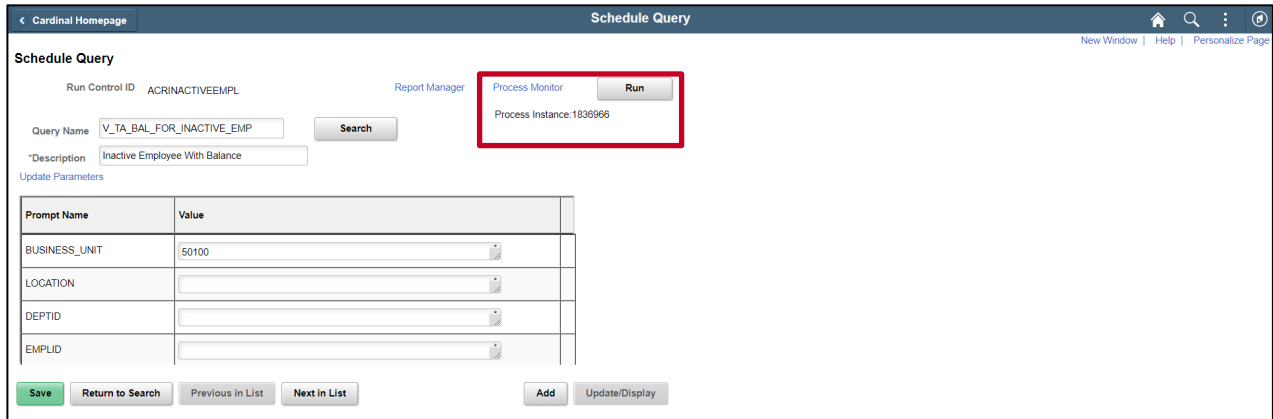 Cardinal Homepage
Schedule Query
New Window | Help | Personalize Page
Schedule Query
Run Control ID ACRINACTIVEEMPL Report Manager Process Monitor Run
Process Instance:1836966
Query Name V_TA_BAL_FOR_INACTIVE_EMP Search
*Description Inactive Employee With Balance
Update Parameters
Prompt Name Value
BUSINESS_UNIT 50100
LOCATION
DEPTID
EMPLID
Save Return to Search Previous in List Next in List Add Update/Display